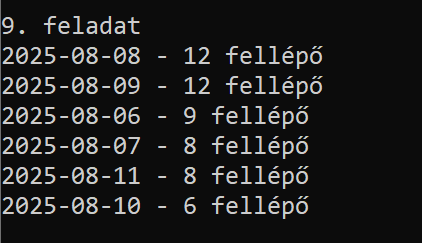 9. feladat
2025-08-08 - 12 fellépő
2025-08-09 - 12 fellépő
2025-08-06 - 9 fellépő
2025-08-07 - 8 fellépő
2025-08-11 - 8 fellépő
2025-08-10 - 6 fellépő